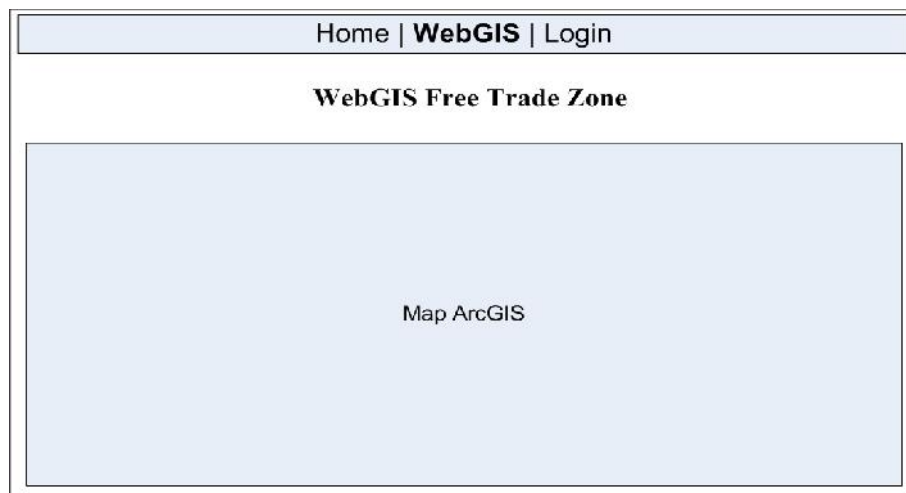 Home | WebGIS | Login
WebGIS Free Trade Zone
Map ArcGIS